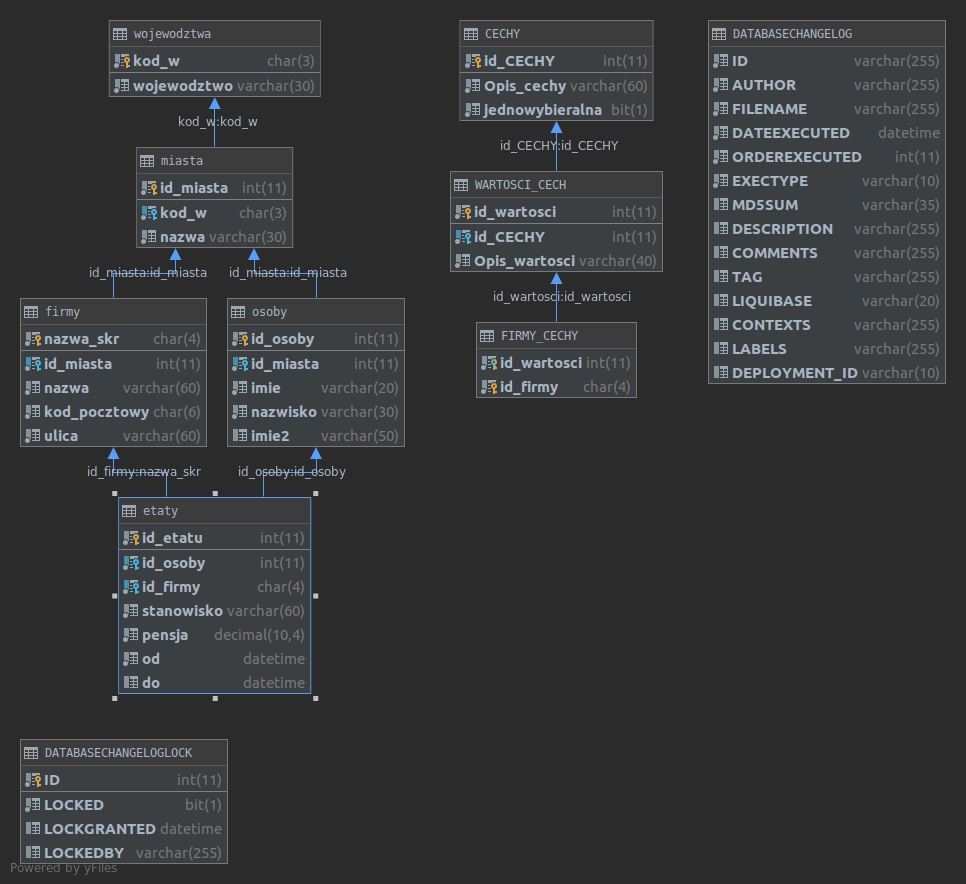 wojewodztwa
kod_w char(3)
wojewodztwo varchar(30)
kod_w:kod_w
miasta
id_miasta int(11)
kod_w char(3)
nazwa varchar(30)
id_miasta:id_miasta
id_miasta:id_miasta
firmy
nazwa_skr char(4)
id_miasta int(11)
nazwa varchar(60)
kod_pocztowy char(6)
ulica varchar(60)
osoby
id_osoby int(11)
id_miasta int(11)
imie varchar(20)
nazwisko varchar(30)
imie2 varchar(50)
id_firmy:nazwa_skr
id_osoby:id_osoby
etaty
id_etatu int(11)
id_osoby int(11)
id_firmy char(4)
stanowisko varchar(60)
pensja decimal(10,4)
od datetime
do datetime
CECHY
id_CECHY int(11)
Opis_cechy varchar(60)
jednowybieralna bit(1)
id_CECHY:id_CECHY
WARTOSCI_CECH
id_wartosci int(11)
id_CECHY int(11)
Opis_wartosci varchar(40)
id_wartosci:id_wartosci
FIRMY_CECHY
id_wartosci int(11)
id_firmy char(4)
DATABASECHANGELOG
ID varchar(255)
AUTHOR varchar(255)
FILENAME varchar(255)
DATEEXECUTED datetime
ORDEREXECUTED int(11)
EXECTYPE varchar(10)
MD5SUM varchar(35)
DESCRIPTION varchar(255)
COMMENTS varchar(255)
TAG varchar(255)
LIQUIBASE varchar(20)
CONTEXTS varchar(255)
LABELS varchar(255)
DEPLOYMENT_ID varchar(10)
DATABASECHANGELOGLOCK
ID int(11)
LOCKED bit(1)
LOCKGRANTED datetime
LOCKEDBY varchar(255)
Powered by yFiles